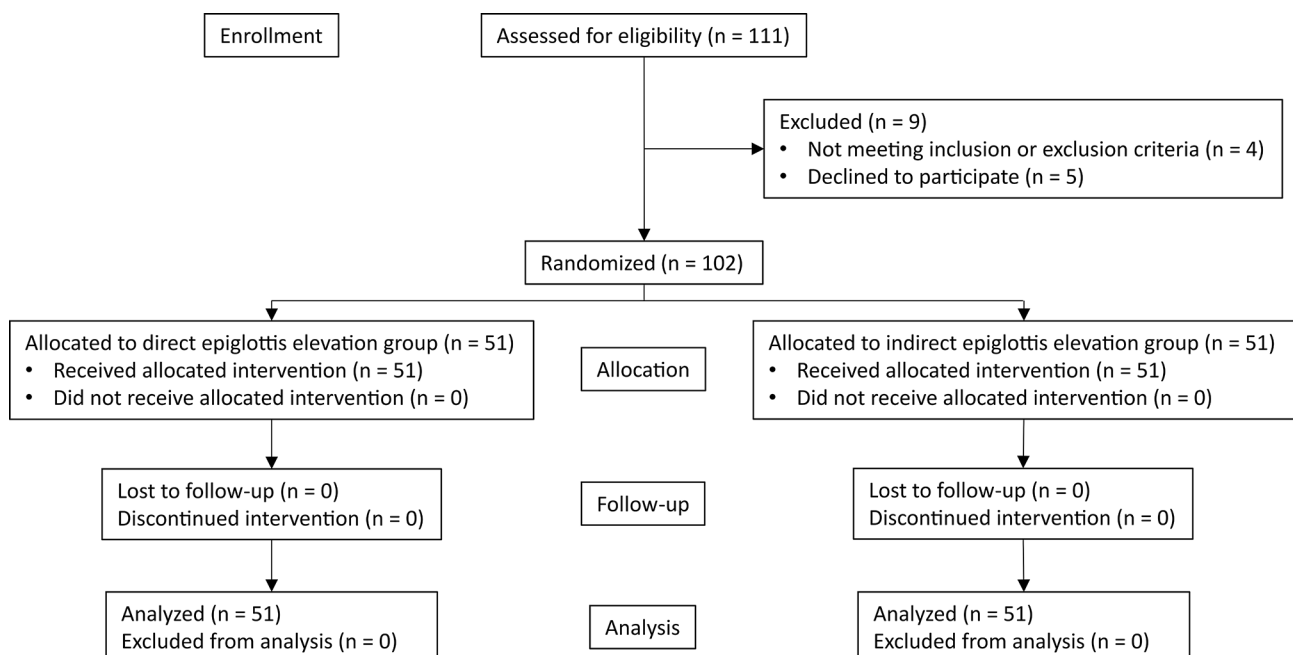 Enrollment
Assessed for eligibility (n = 111)
Excluded (n = 9)
• Not meeting inclusion or exclusion criteria (n = 4)
• Declined to participate (n = 5)
Randomized (n = 102)
Allocated to direct epiglottis elevation group (n = 51)
• Received allocated intervention (n = 51)
• Did not receive allocated intervention (n = 0)
Allocation
Allocated to indirect epiglottis elevation group (n = 51)
• Received allocated intervention (n = 51)
• Did not receive allocated intervention (n = 0)
Lost to follow-up (n = 0)
Discontinued intervention (n = 0)
Follow-up
Lost to follow-up (n = 0)
Discontinued intervention (n = 0)
Analyzed (n = 51)
Excluded from analysis (n = 0)
Analysis
Analyzed (n = 51)
Excluded from analysis (n = 0)